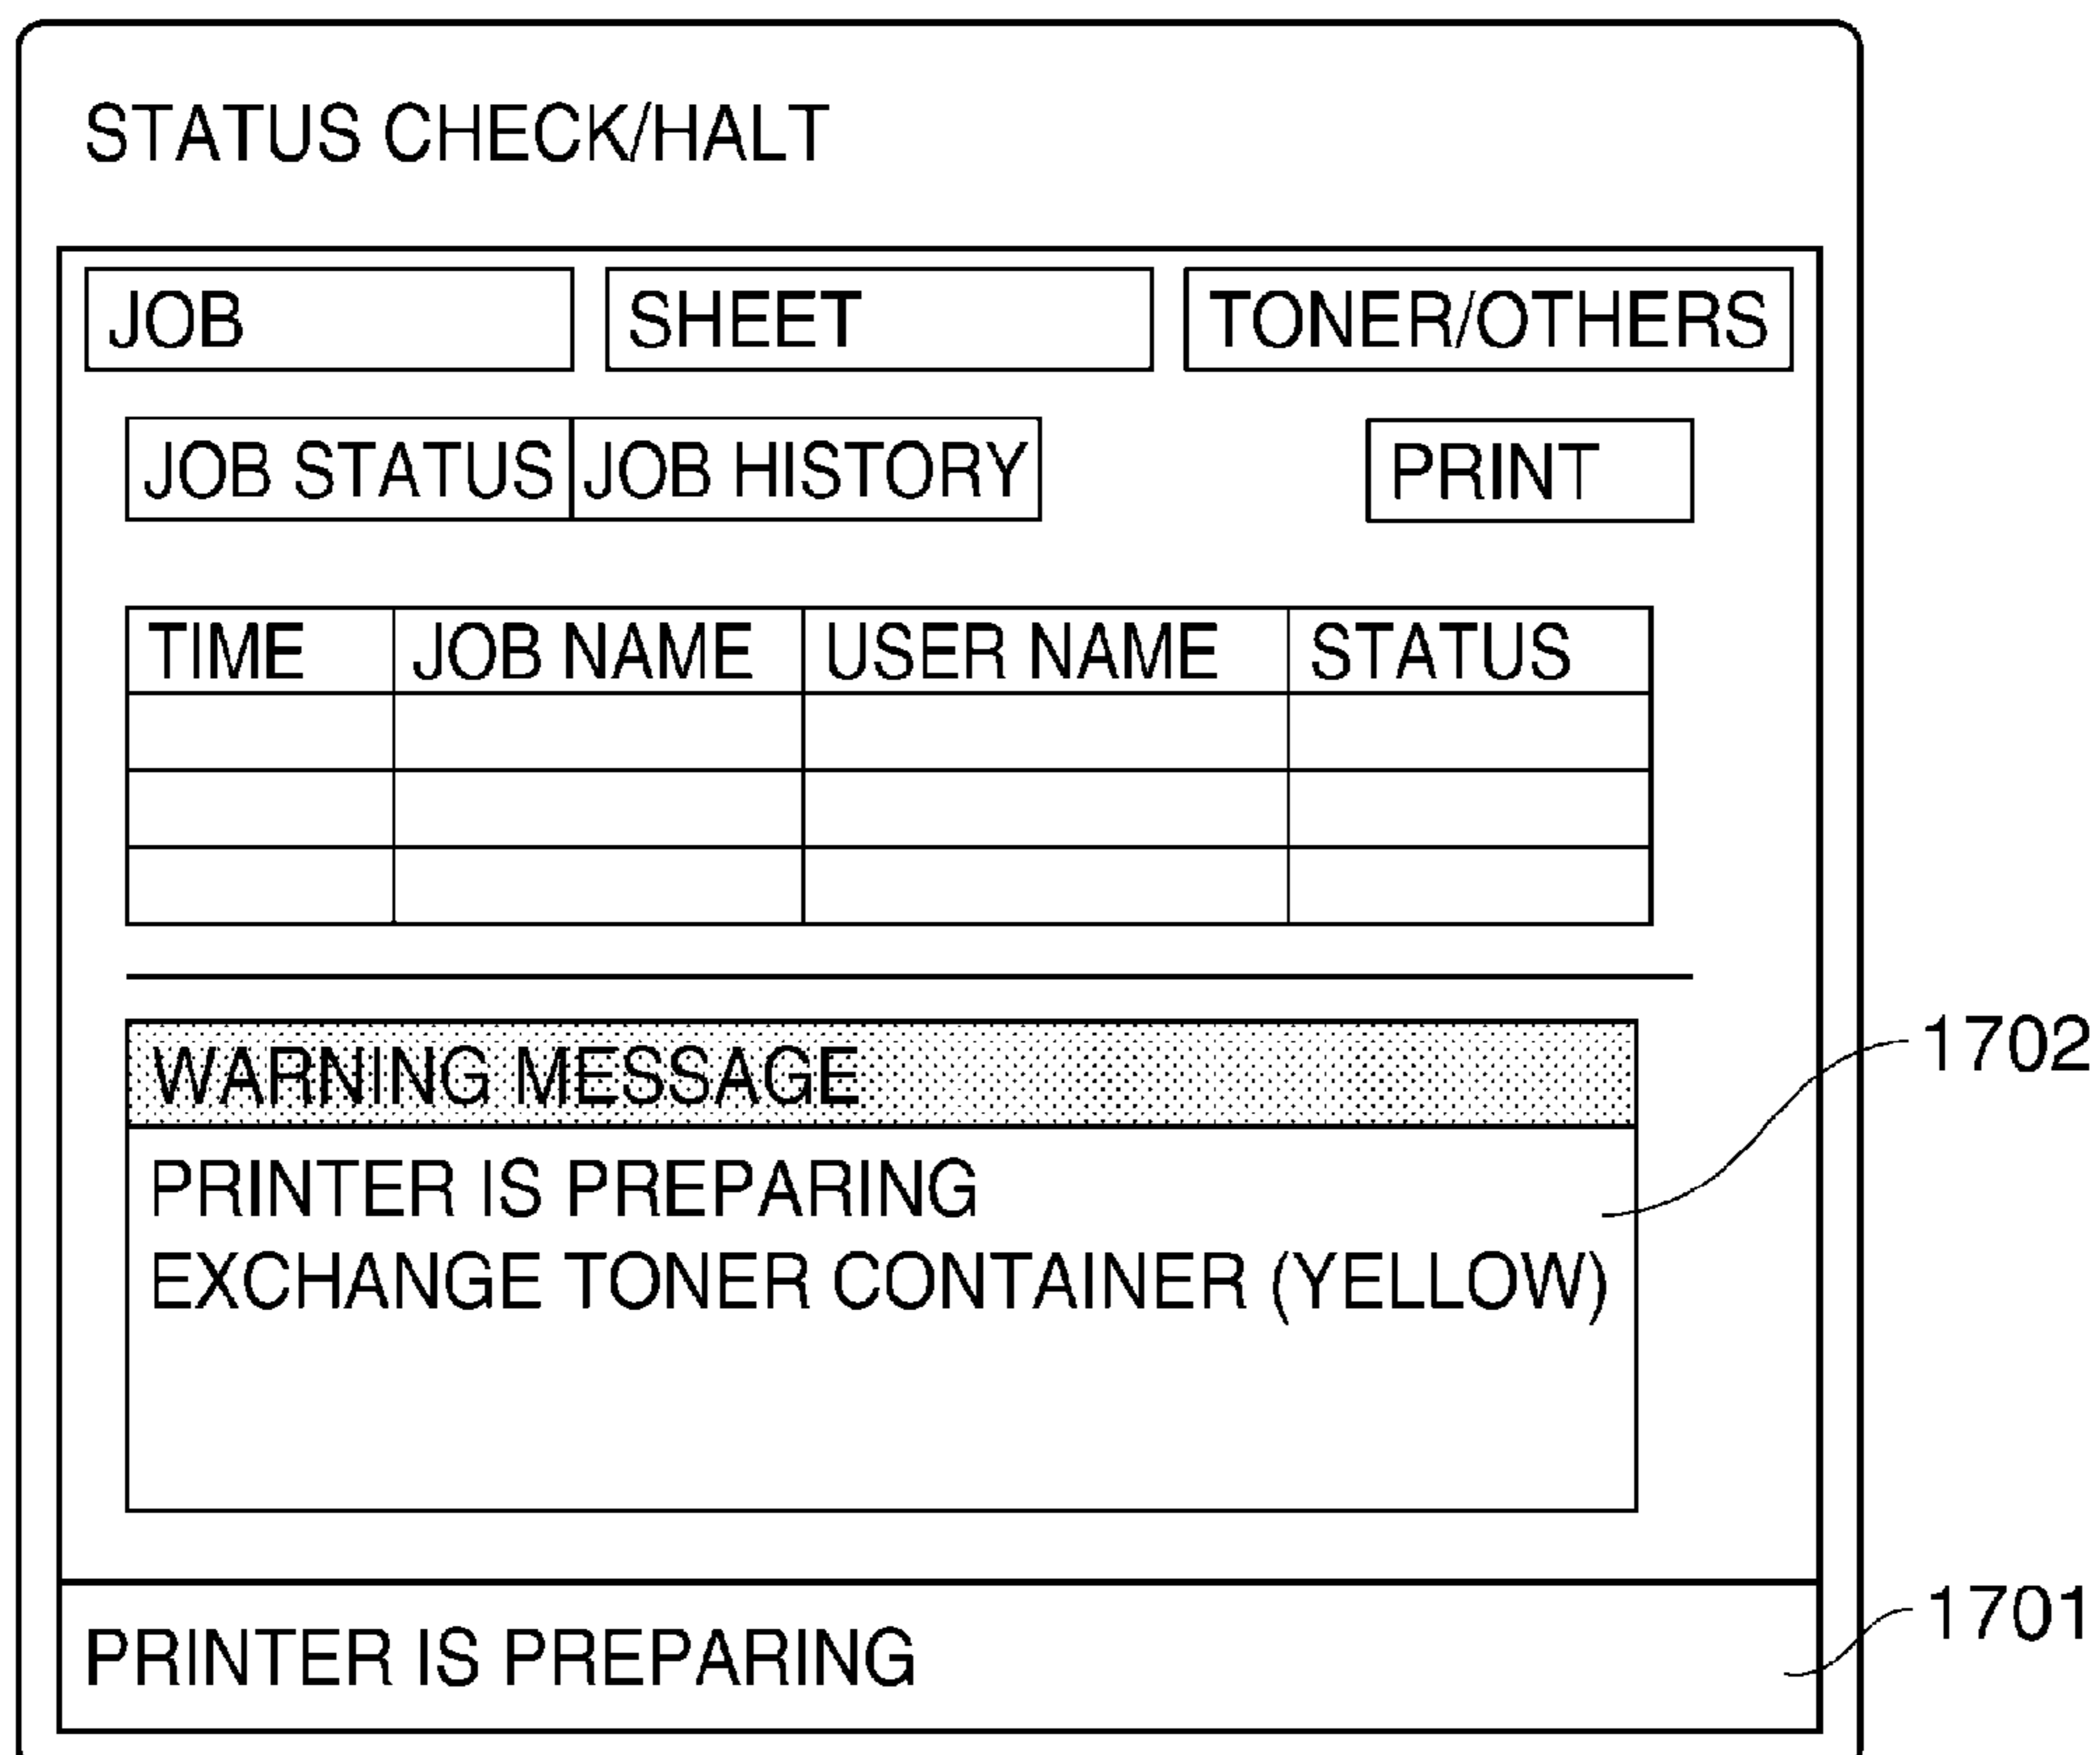 STATUS CHECK/HALT
JOB SHEET TONER/OTHERS
JOB STATUS JOB HISTORY PRINT
TIME JOB NAME USER NAME STATUS
WARNING MESSAGE
1702
PRINTER IS PREPARING
EXCHANGE TONER CONTAINER (YELLOW)
PRINTER IS PREPARING
1701